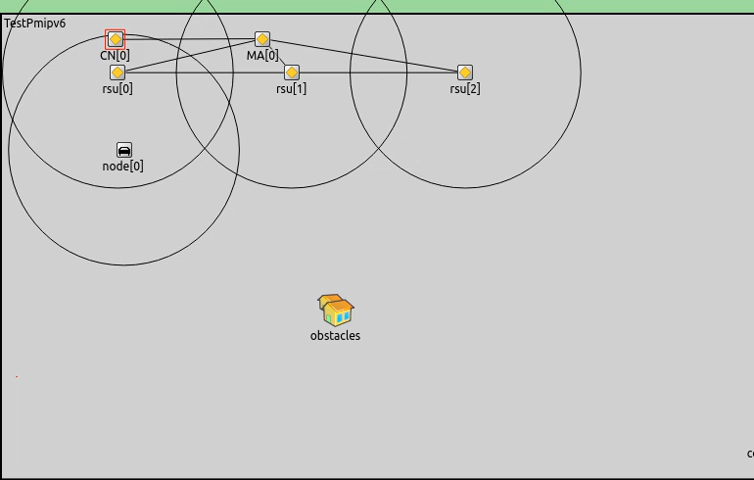 TestPmipv6
CN[0]
MA[0]
rsu[0]
rsu[1]
rsu[2]
node[0]
obstacles